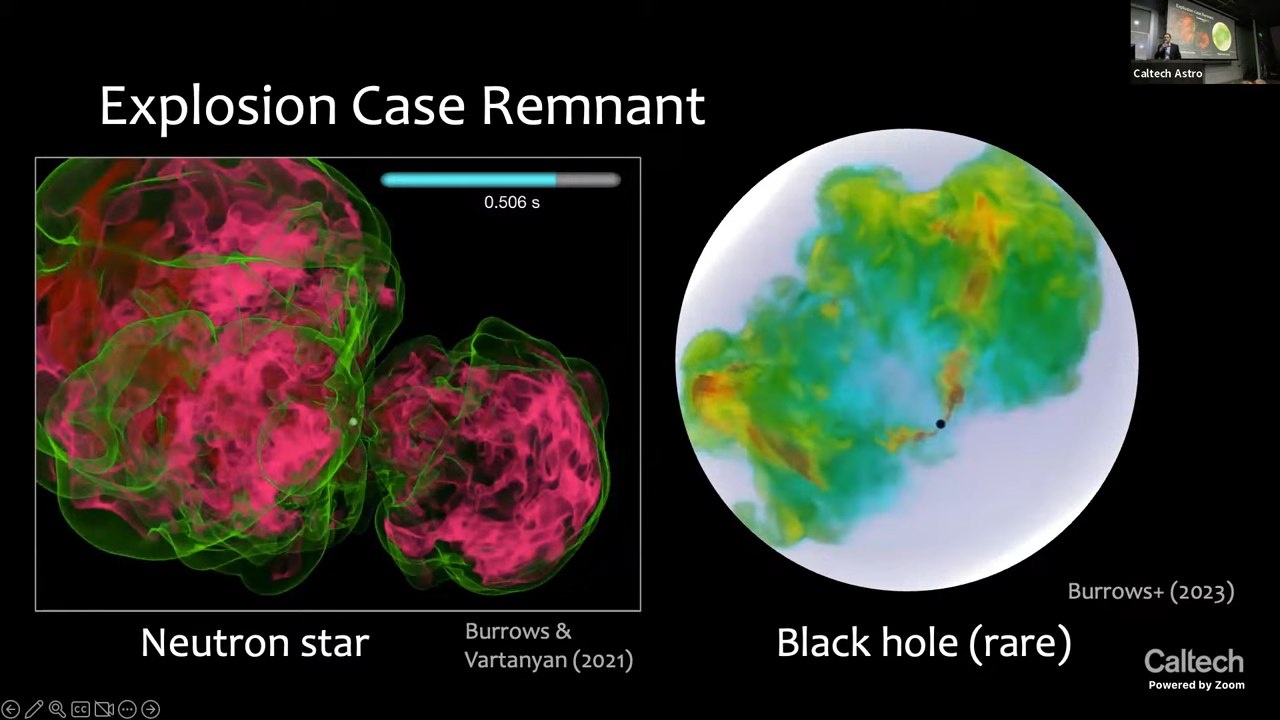 Explosion Case Remnant
Caltech Astro
0.506 s
Neutron star
Burrows &
Vartanyan (2021)
Burrows+ (2023)
Black hole (rare)
Caltech
Powered by Zoom
CC